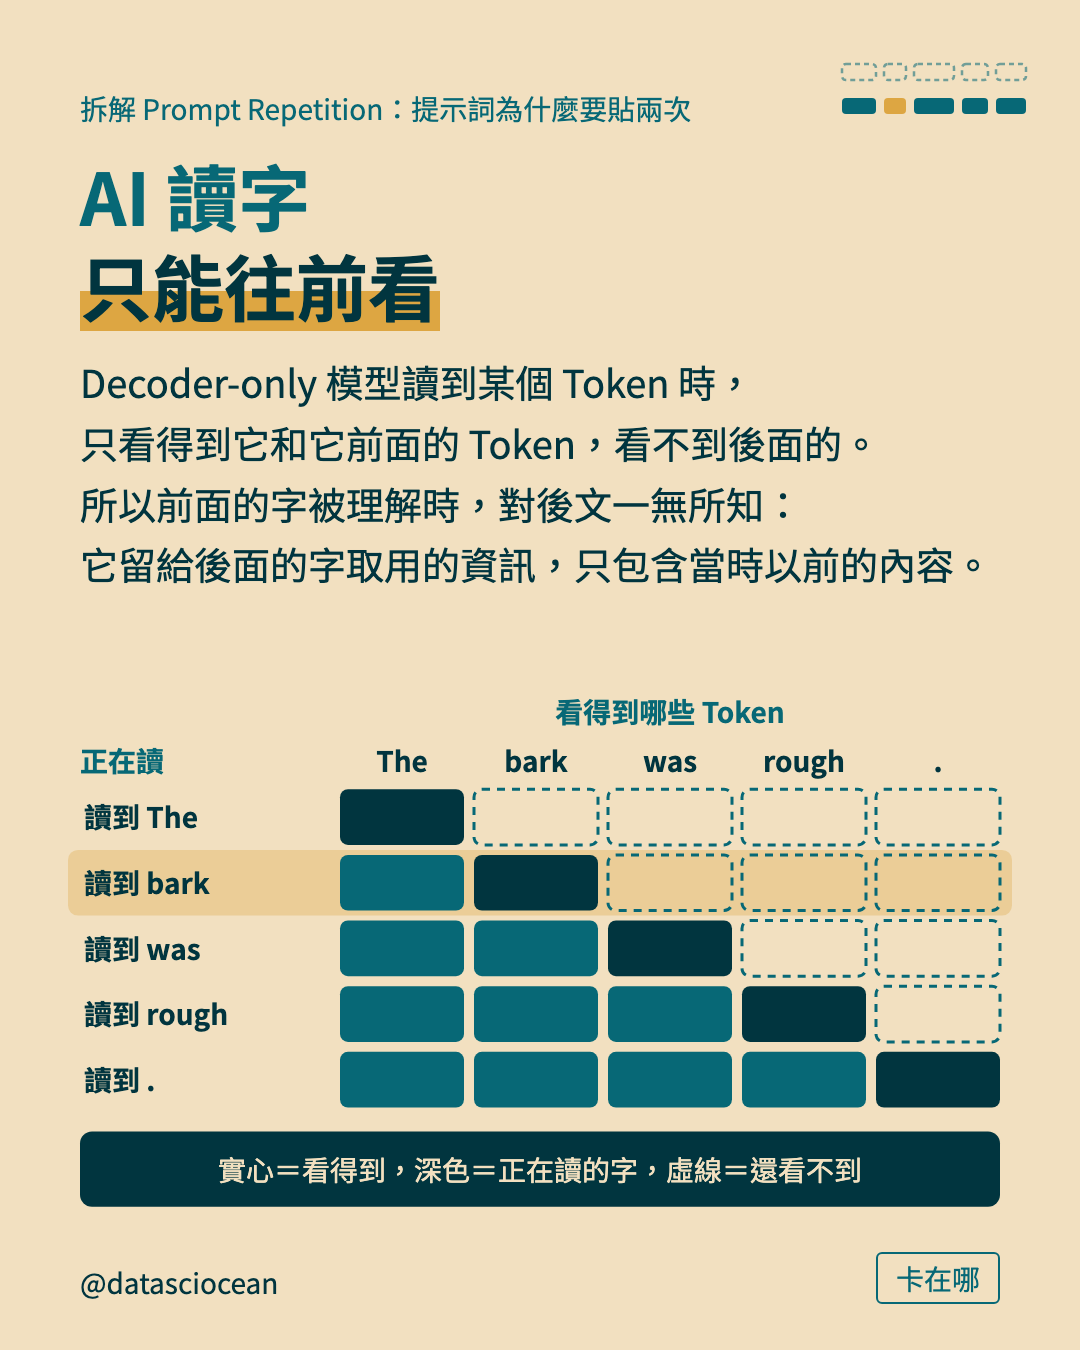 拆解 Prompt Repetition：提示詞為什麼要貼兩次
AI 讀字
只能往前看
Decoder-only 模型讀到某個 Token 時，
只看得到它和它前面的 Token，看不到後面的。
所以前面的字被理解時，對後文一無所知：
它留給後面的字取用的資訊，只包含當時以前的內容。
看得到哪些 Token
正在讀 The bark was rough .
讀到 The
讀到 bark
讀到 was
讀到 rough
讀到 .
實心＝看得到，深色＝正在讀的字，虛線＝還看不到
@datasciocean
卡在哪